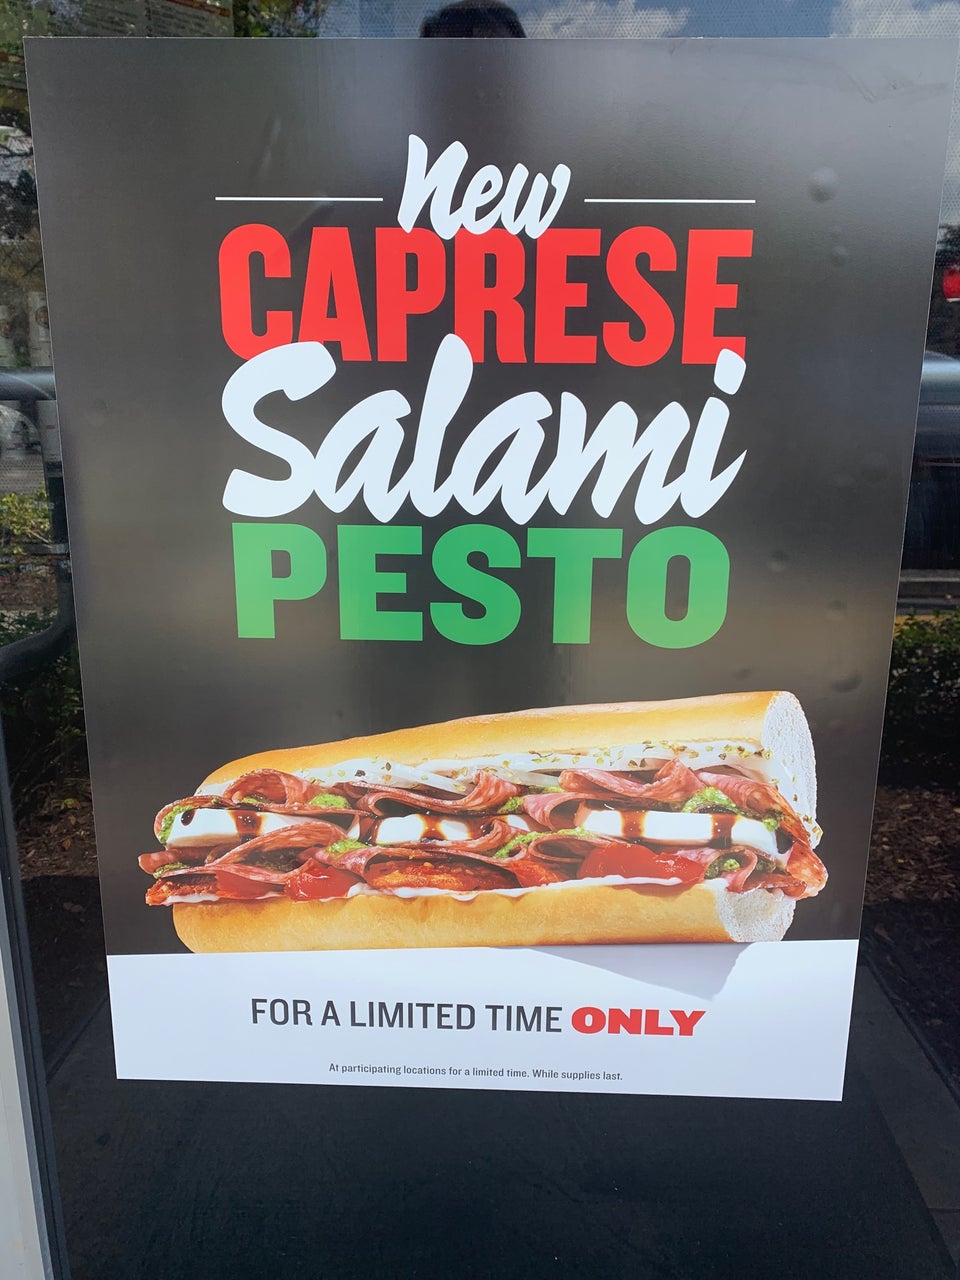 New
CAPRESE
Salami
PESTO
FOR A LIMITED TIME ONLY
At participating locations for a limited time. While supplies last.